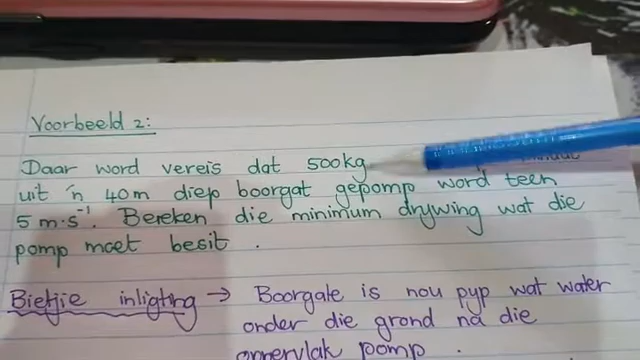 Voorbeeld 2:
Daar word vereis dat 500kg
uit 'n 40m diep boorgat gepomp word teen
5 m·s⁻¹. Bereken die minimum drywing wat die
pomp moet besit.
Bietjie inligting → Boorgate is nou pyp wat water
onder die grond na die
oppervlak pomp.